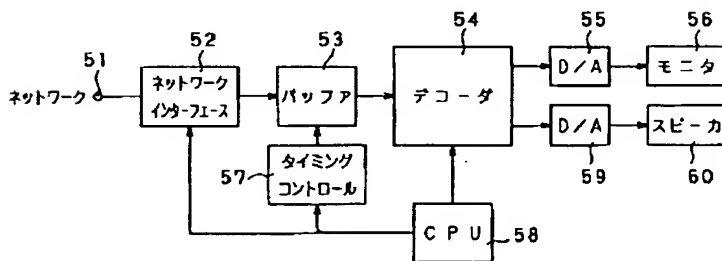 54
55
56
52
53
51
ネットワーク
ネットワーク
インターフェース
バッファ
デコーダ
D/A
モニタ
D/A
スピーカ
57
タイミング
コントロール
59
60
CPU
58